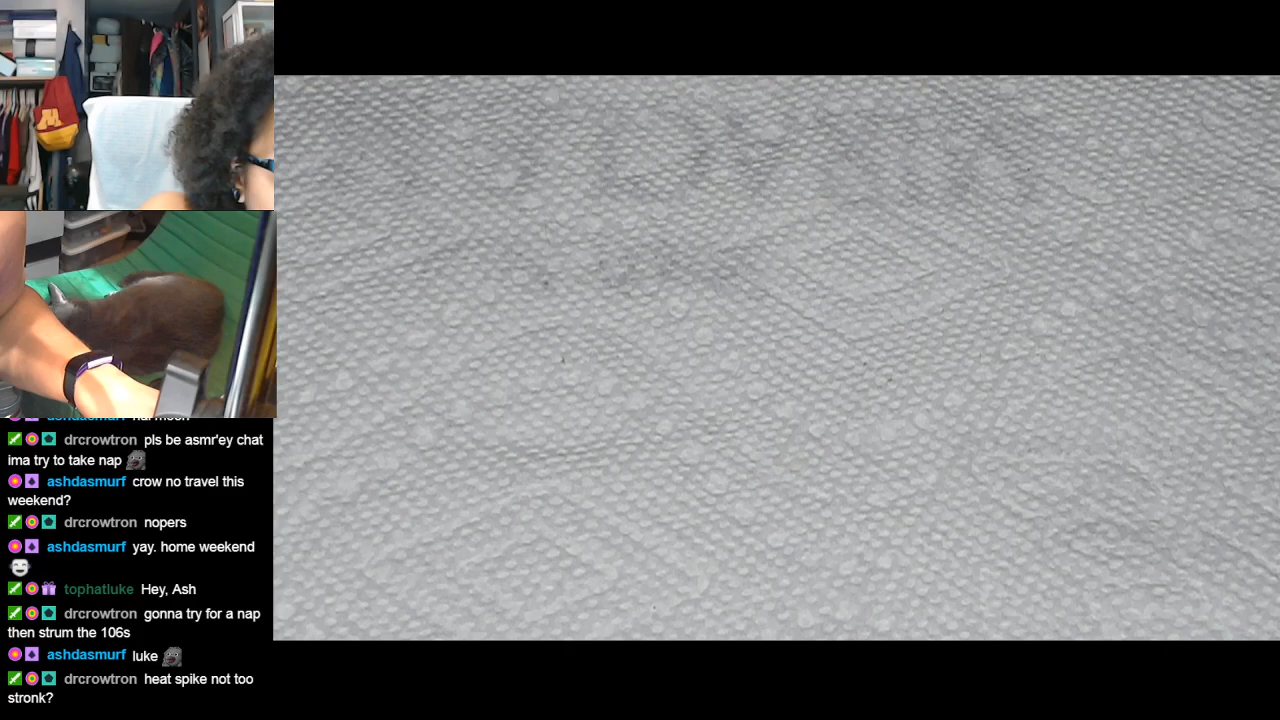 M
ashdasmurf
drcrowtron pls be asmr'ey chat
ima try to take nap
ashdasmurf crow no travel this
weekend?
drcrowtron nopers
ashdasmurf yay. home weekend
tophatluke Hey, Ash
drcrowtron gonna try for a nap
then strum the 106s
ashdasmurf luke
drcrowtron heat spike not too
stronk?